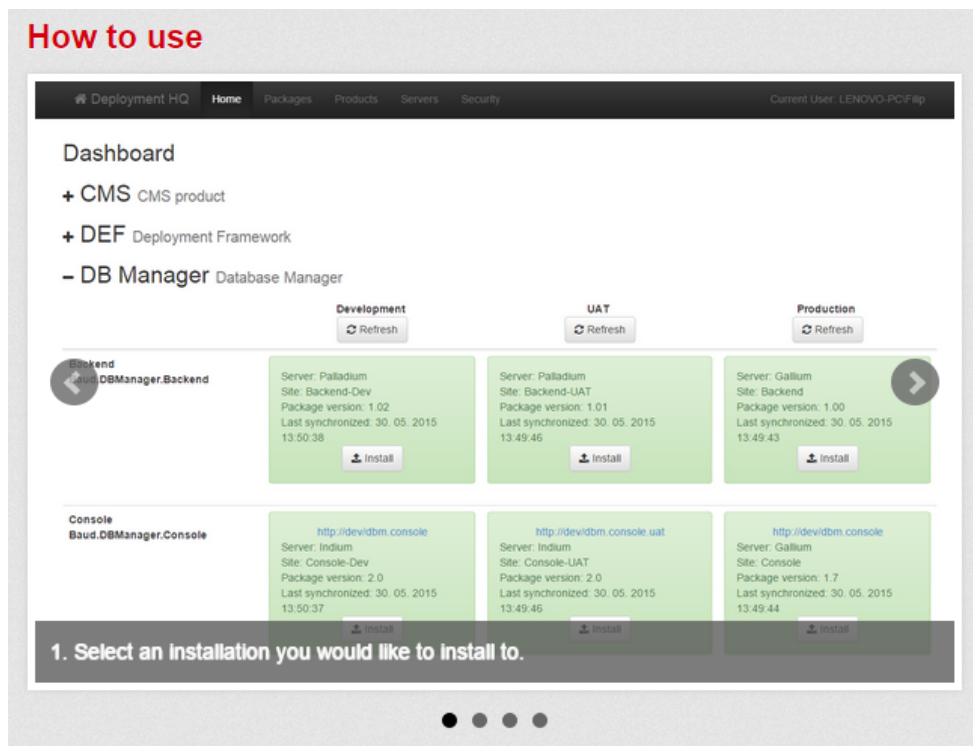 How to use
Deployment HQ Home Packages Products Servers Security Current User: LENOVO-PC\Filip
Dashboard
+ CMS CMS product
+ DEF Deployment Framework
– DB Manager Database Manager
Development UAT Production
Refresh Refresh Refresh
Backend
Baud.DBManager.Backend
Server: Palladium
Site: Backend-Dev
Package version: 1.02
Last synchronized: 30. 05. 2015
13:50:38
Install
Server: Palladium
Site: Backend-UAT
Package version: 1.01
Last synchronized: 30. 05. 2015
13:49:46
Install
Server: Gallium
Site: Backend
Package version: 1.00
Last synchronized: 30. 05. 2015
13:49:43
Install
Console
Baud.DBManager.Console
http://dev/dbm.console
Server: Indium
Site: Console-Dev
Package version: 2.0
Last synchronized: 30. 05. 2015
13:50:37
Install
http://dev/dbm.console.uat
Server: Indium
Site: Console-UAT
Package version: 2.0
Last synchronized: 30. 05. 2015
13:49:46
Install
http://dev/dbm.console
Server: Gallium
Site: Console
Package version: 1.7
Last synchronized: 30. 05. 2015
13:49:44
Install
1. Select an installation you would like to install to.